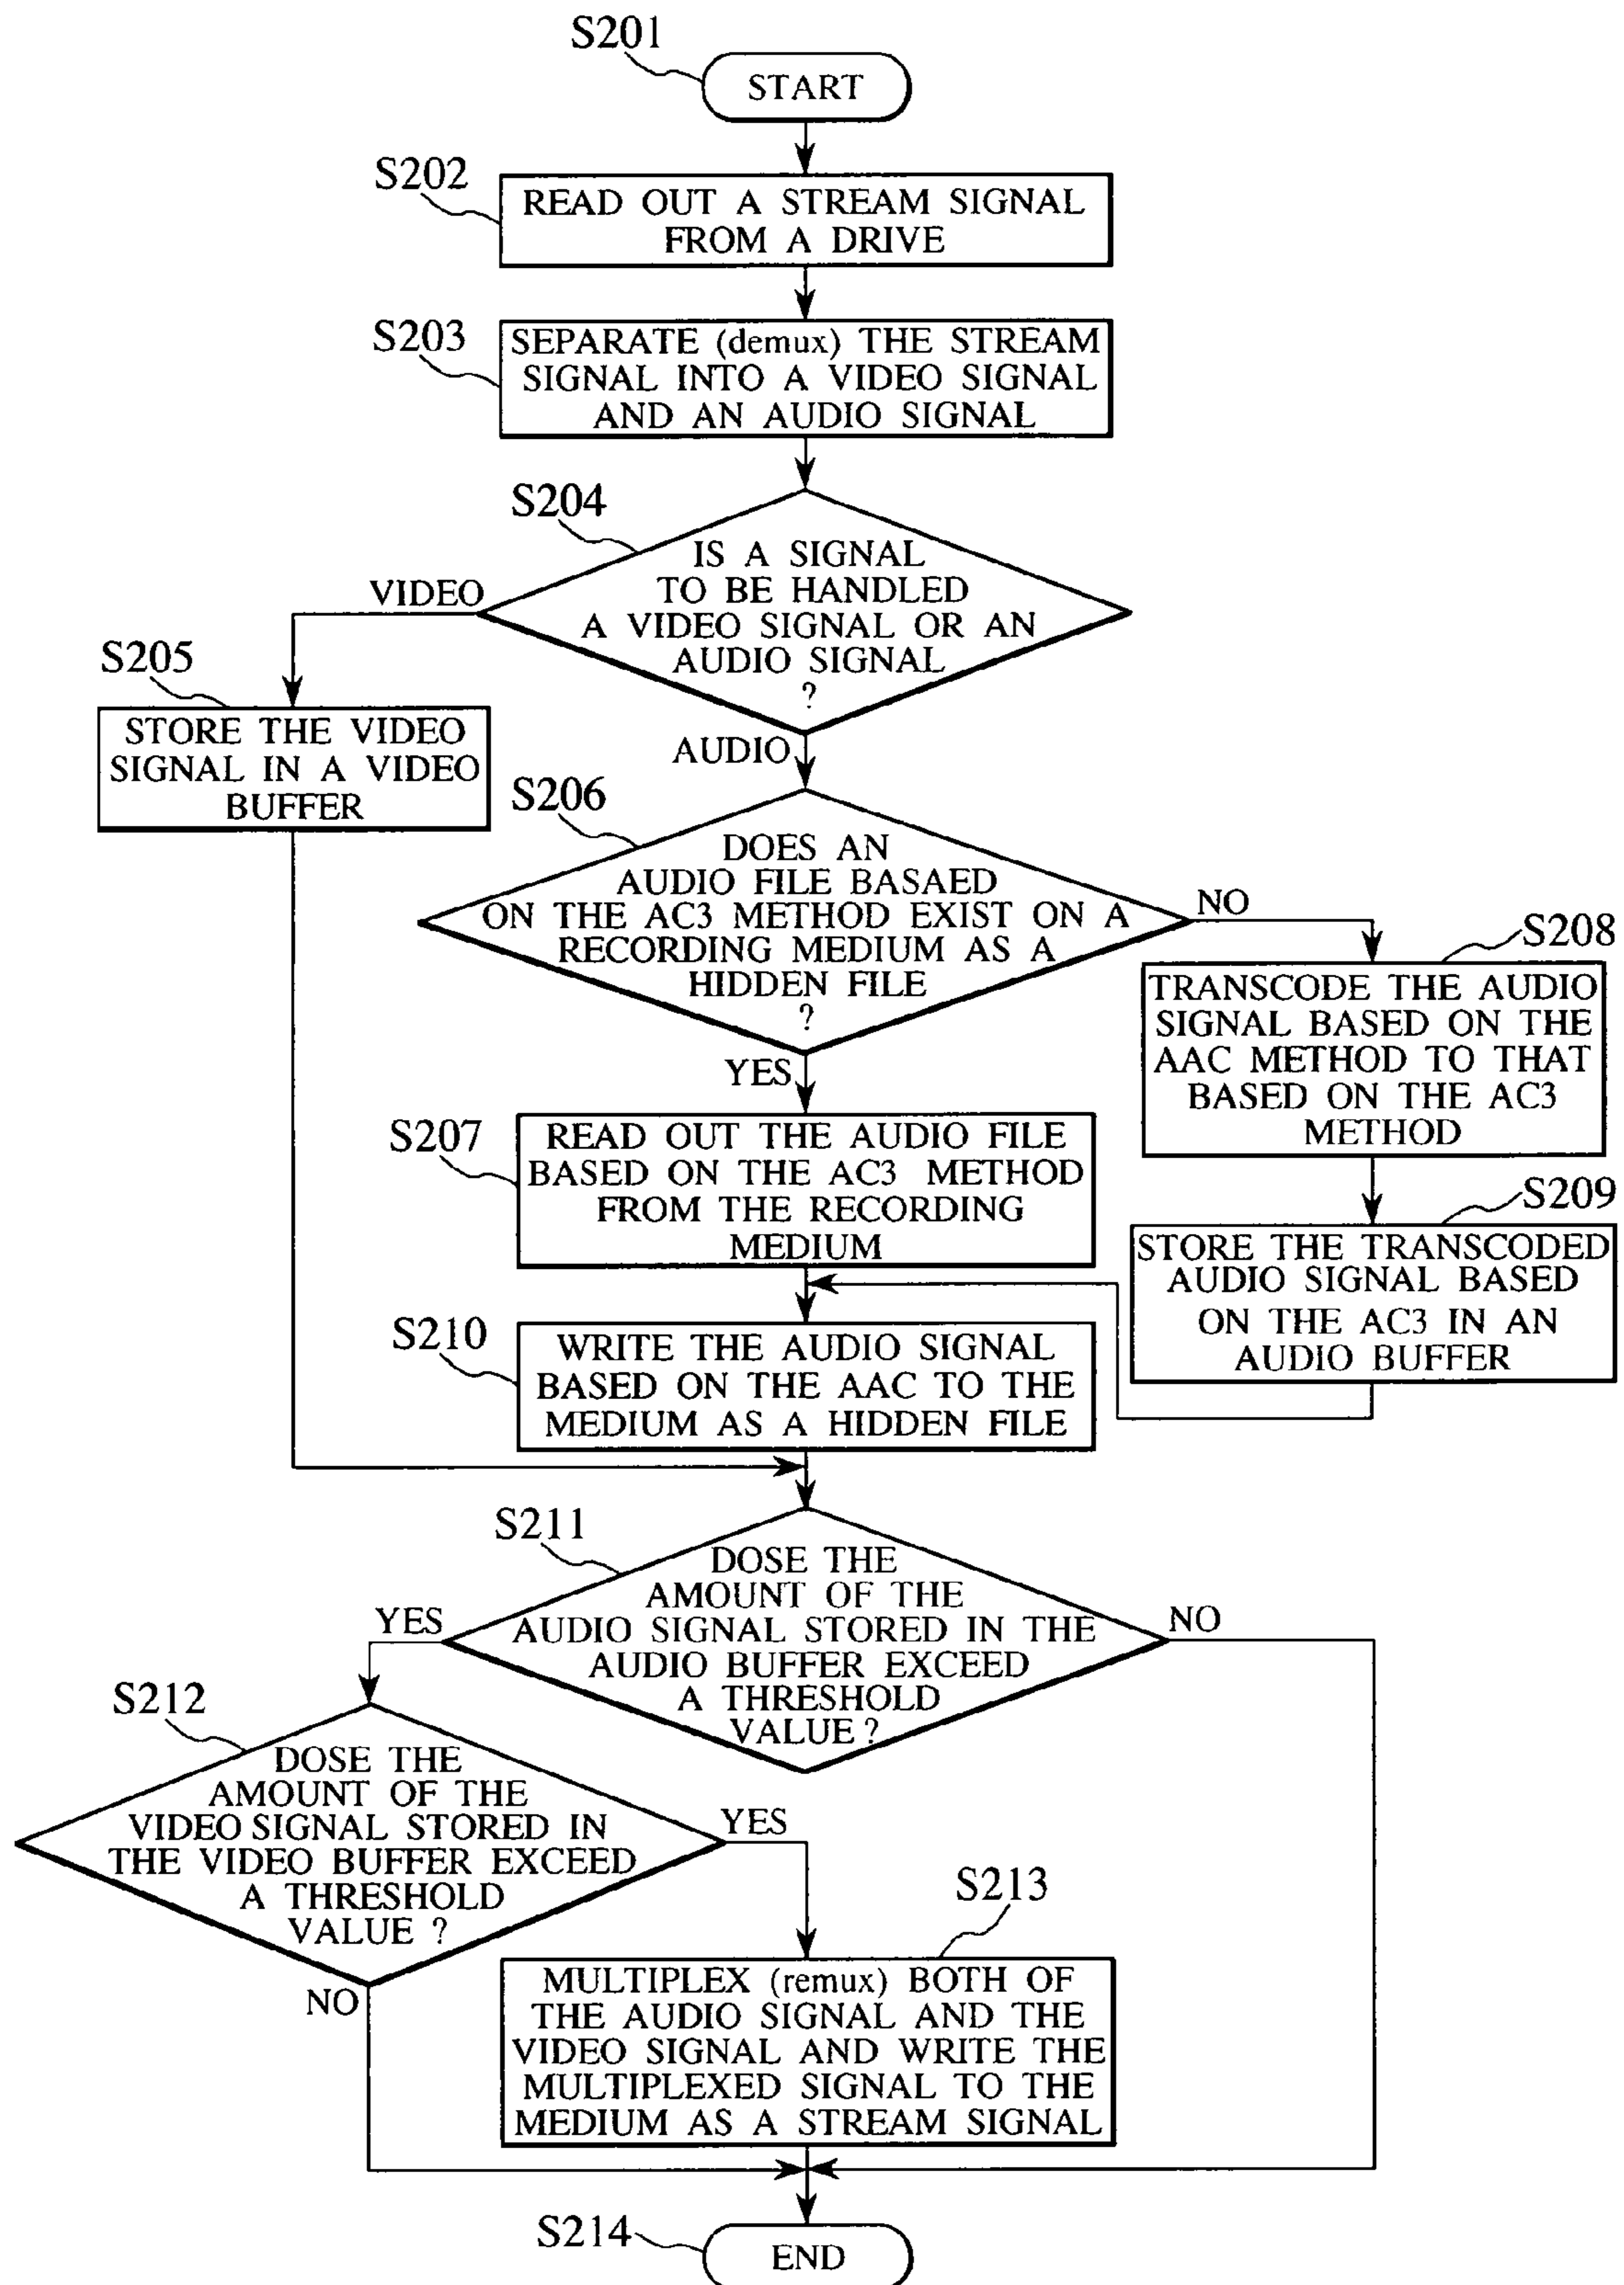 S201
START
S202
READ OUT A STREAM SIGNAL
FROM A DRIVE
S203
SEPARATE (demux) THE STREAM
SIGNAL INTO A VIDEO SIGNAL
AND AN AUDIO SIGNAL
S204
IS A SIGNAL
TO BE HANDLED
A VIDEO SIGNAL OR AN
AUDIO SIGNAL
?
VIDEO
S205
STORE THE VIDEO
SIGNAL IN A VIDEO
BUFFER
AUDIO
S206
DOES AN
AUDIO FILE BASAED
ON THE AC3 METHOD EXIST ON A
RECORDING MEDIUM AS A
HIDDEN FILE
?
NO
S208
TRANSCODE THE AUDIO
SIGNAL BASED ON THE
AAC METHOD TO THAT
BASED ON THE AC3
METHOD
YES
S207
READ OUT THE AUDIO FILE
BASED ON THE AC3 METHOD
FROM THE RECORDING
MEDIUM
S209
STORE THE TRANSCODED
AUDIO SIGNAL BASED
ON THE AC3 IN AN
AUDIO BUFFER
S210
WRITE THE AUDIO SIGNAL
BASED ON THE AAC TO THE
MEDIUM AS A HIDDEN FILE
S211
DOSE THE
AMOUNT OF THE
AUDIO SIGNAL STORED IN THE
AUDIO BUFFER EXCEED
A THRESHOLD
VALUE ?
YES
NO
S212
DOSE THE
AMOUNT OF THE
VIDEO SIGNAL STORED IN
THE VIDEO BUFFER EXCEED
A THRESHOLD
VALUE ?
YES
NO
S213
MULTIPLEX (remux) BOTH OF
THE AUDIO SIGNAL AND THE
VIDEO SIGNAL AND WRITE THE
MULTIPLEXED SIGNAL TO THE
MEDIUM AS A STREAM SIGNAL
S214
END